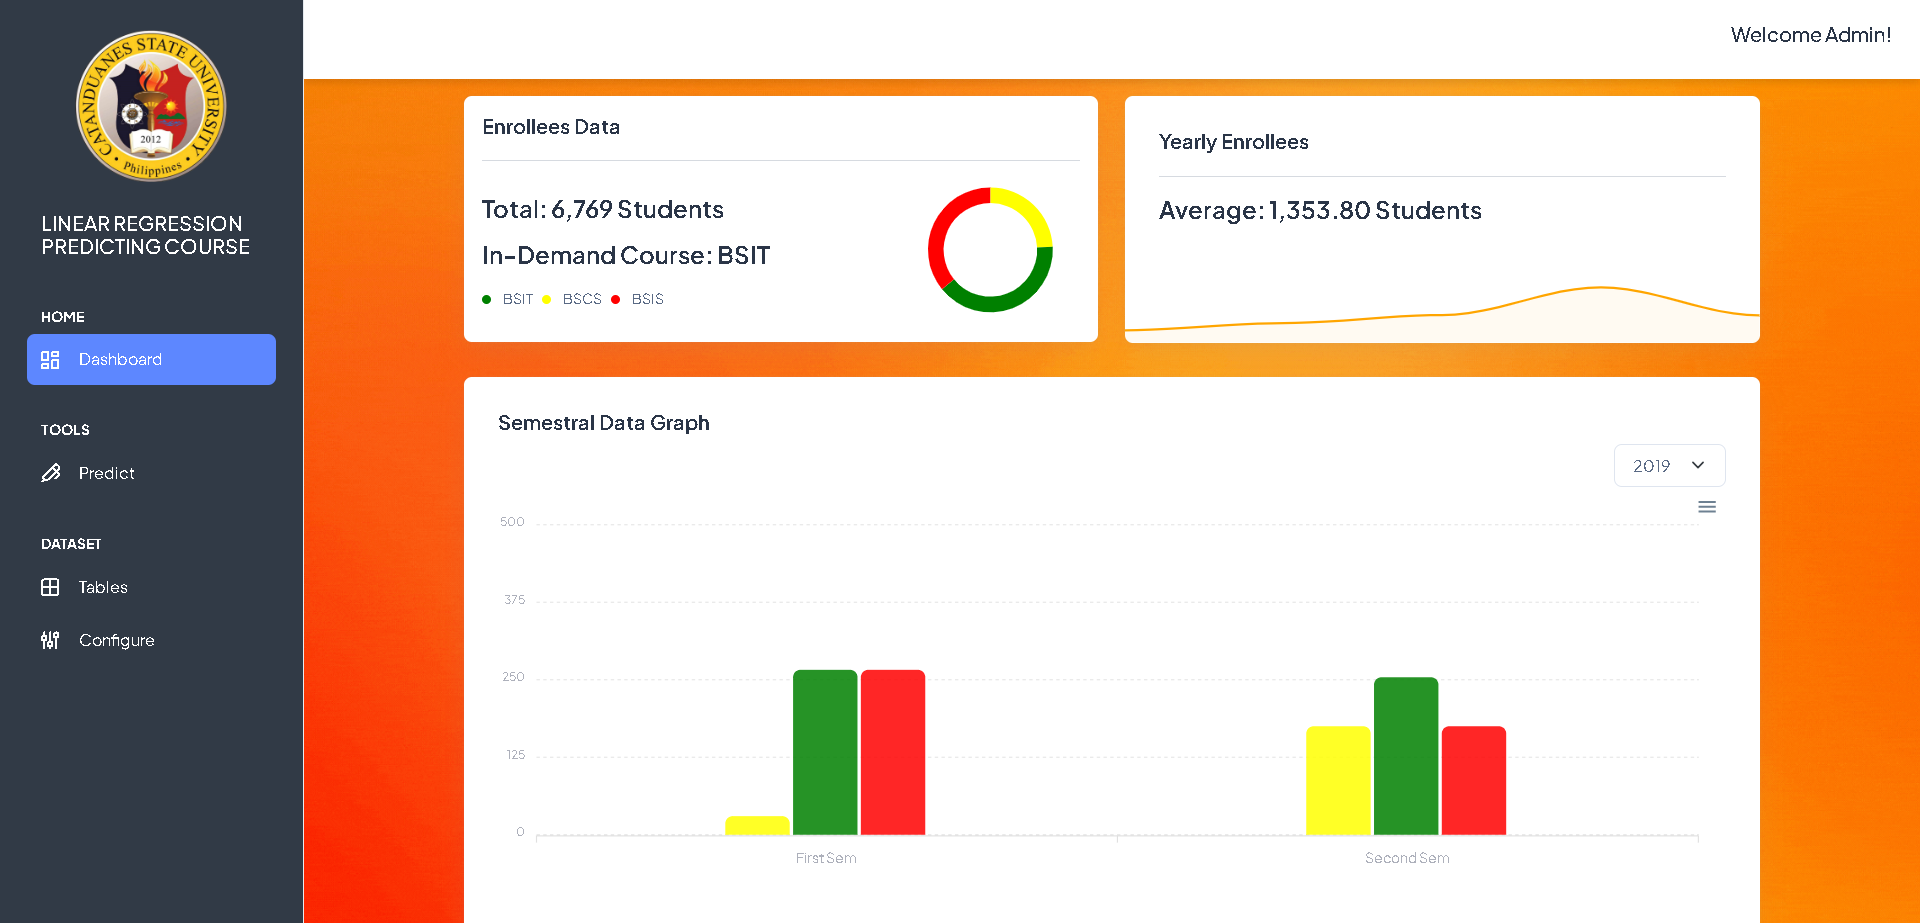 CATANDUANES STATE UNIVERSITY
2012
• Philippines •
LINEAR REGRESSION
PREDICTING COURSE
HOME
Dashboard
TOOLS
Predict
DATASET
Tables
Configure
Welcome Admin!
Enrollees Data
Total: 6,769 Students
In-Demand Course: BSIT
BSIT BSCS BSIS
Yearly Enrollees
Average: 1,353.80 Students
Semestral Data Graph
2019
500
375
250
125
0
First Sem Second Sem